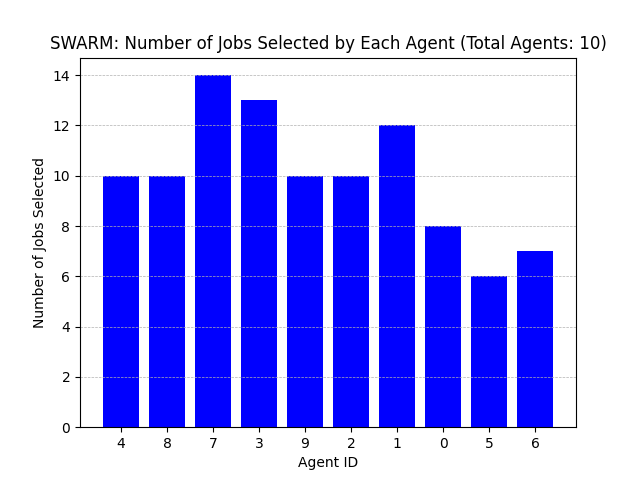 SWARM: Number of Jobs Selected by Each Agent (Total Agents: 10)
Number of Jobs Selected
14
12
10
8
6
4
2
0
4 8 7 3 9 2 1 0 5 6
Agent ID